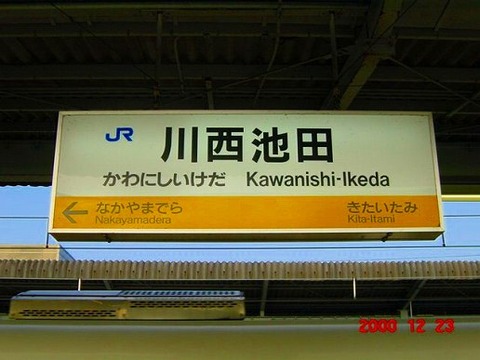 JR 川西池田
かわにしいけだ Kawanishi-Ikeda
なかやまでら きたいたみ
Nakayamadera Kita-Itami
2000 12 23